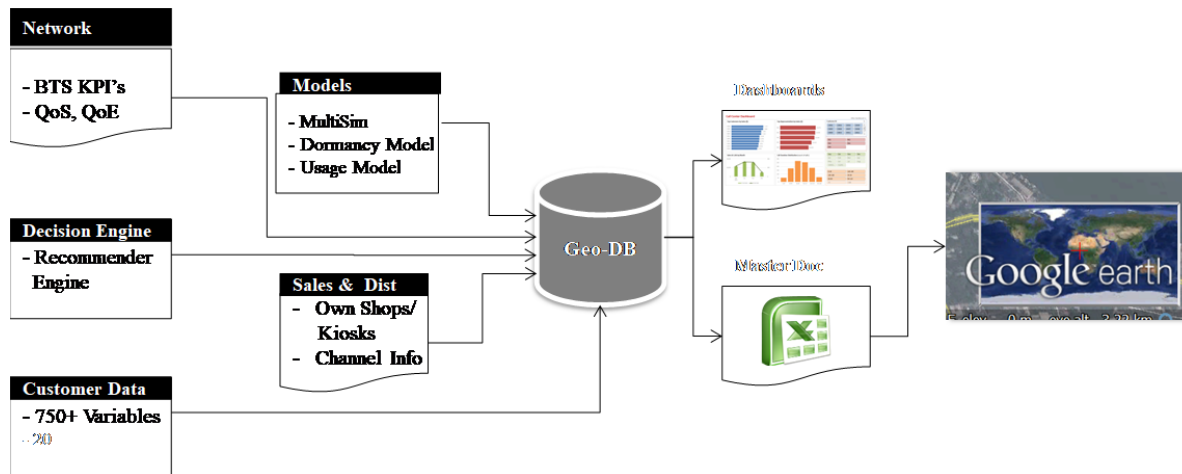 Network
- BTS KPI's
- QoS, QoE
Models
- MultiSim
- Dormancy Model
- Usage Model
Decision Engine
- Recommender
Engine
Sales & Dist
- Own Shops/
Kiosks
- Channel Info
Customer Data
- 750+ Variables
- 20
Geo-DB
Dashboards
Master Doc
Google earth